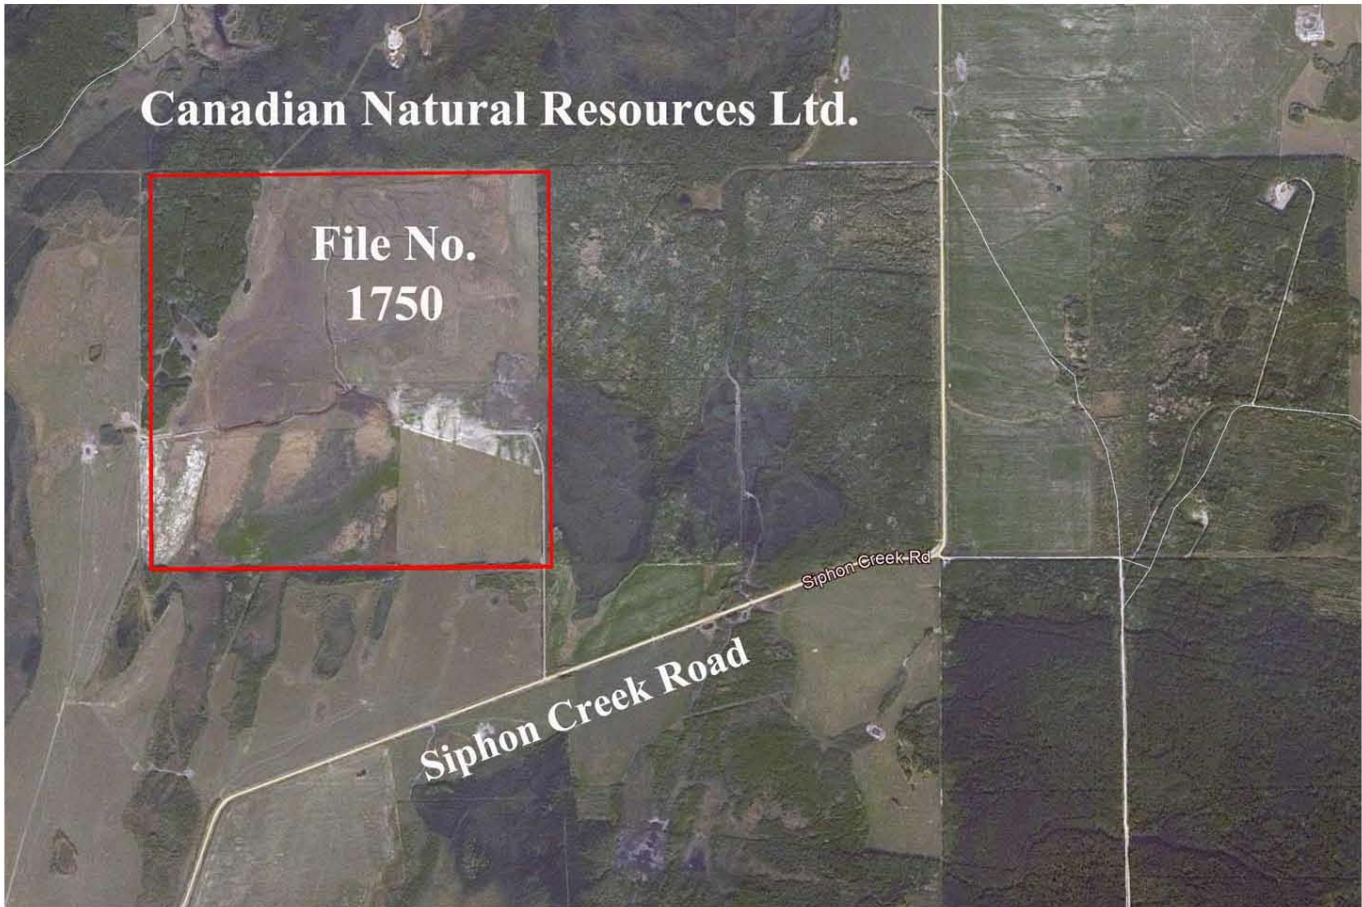 Canadian Natural Resources Ltd.
File No.
1750
Siphon Creek Rd
Siphon Creek Road